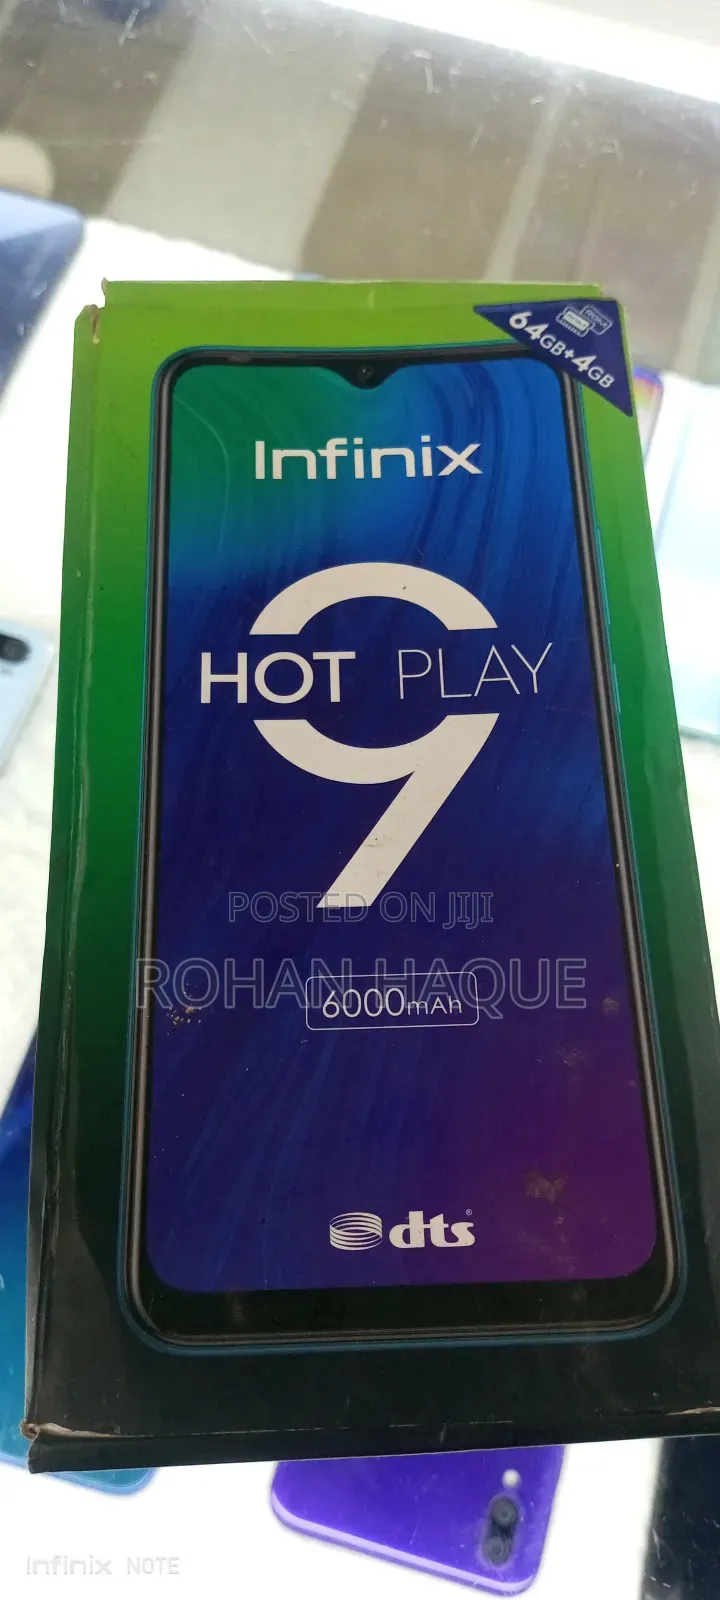 64GB+4GB
Infinix
9
HOT PLAY
POSTED ON JIJI
ROHAN HAQUE
6000mAh
dts®
Infinix NOTE